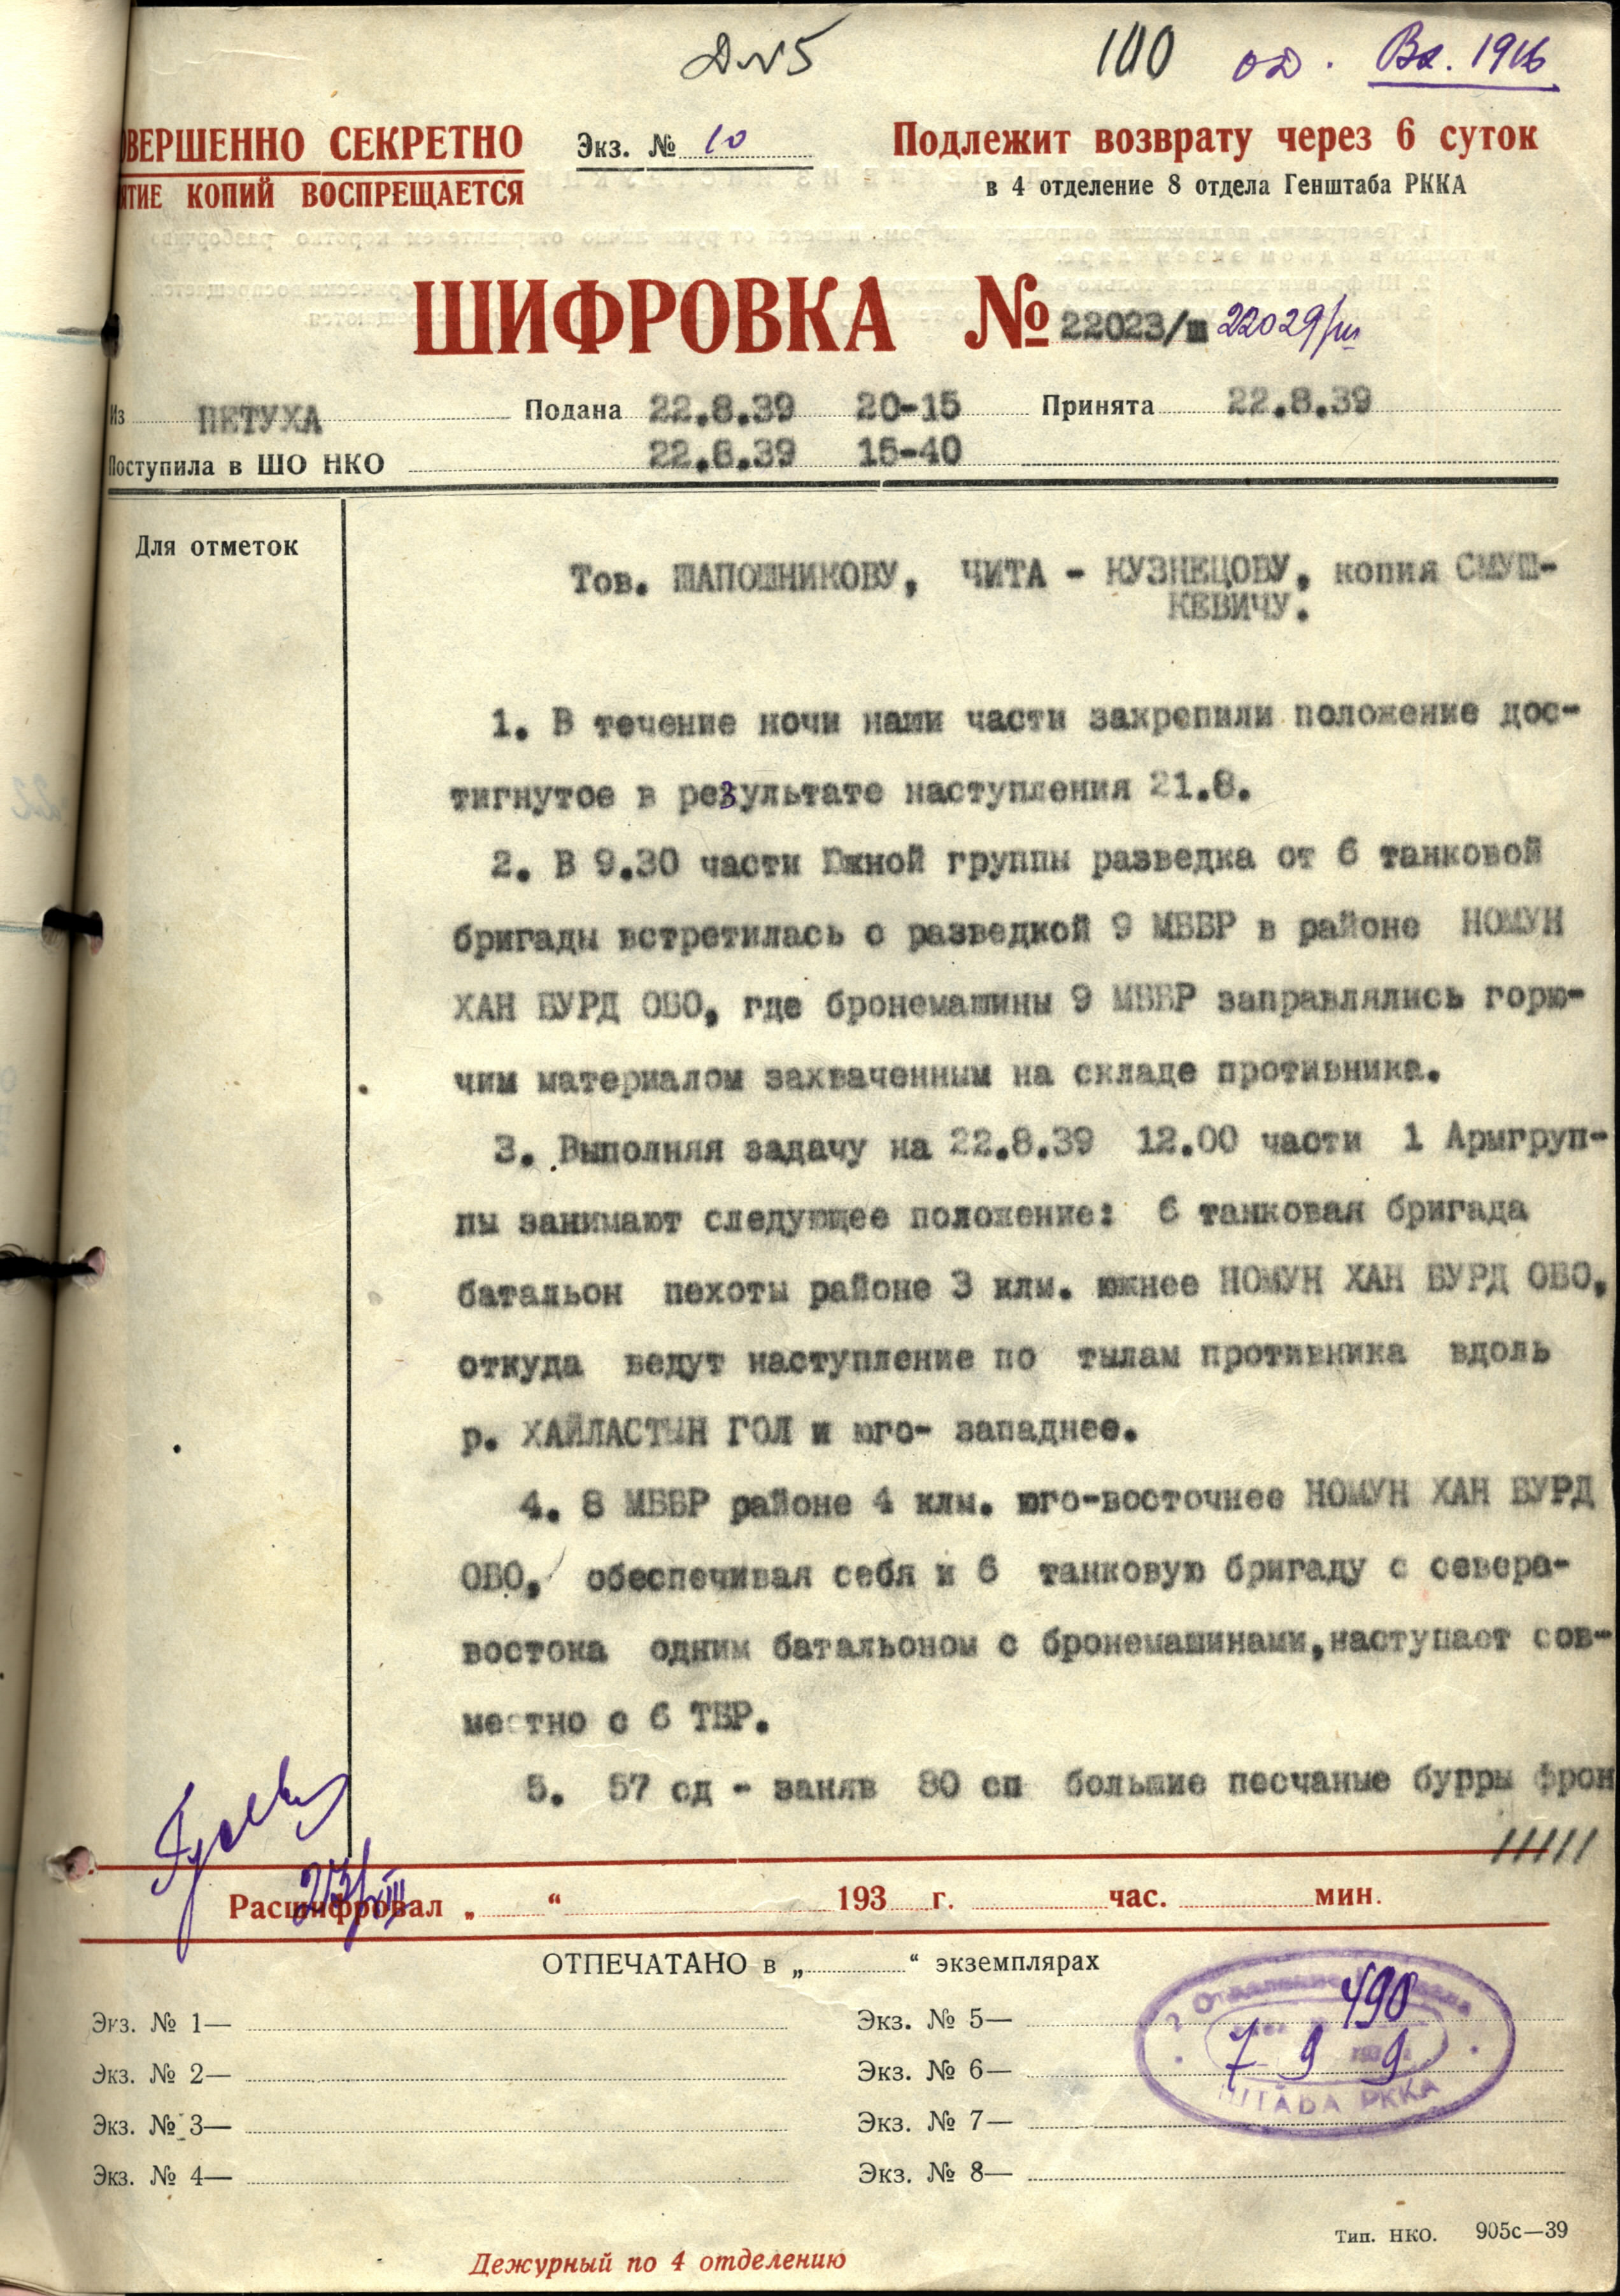 Д N5 100 од. Вх. 1916
ОВЕРШЕННО СЕКРЕТНО Экз. № 10 Подлежит возврату через 6 суток
ЯТИЕ КОПИЙ ВОСПРЕЩАЕТСЯ в 4 отделение 8 отдела Генштаба РККА
ШИФРОВКА № 22023/ш 22029/ш
Из ПЕТУХА Подана 22.8.39 20-15 Принята 22.8.39
Поступила в ШО НКО 22.8.39 15-40
Для отметок
Тов. ШАПОШНИКОВУ, ЧИТА - КУЗНЕЦОВУ, копия СМУШ-
КЕВИЧУ.
1. В течение ночи наши части закрепили положение дос-
тигнутое в результате наступления 21.8.
2. В 9.30 части Южной группы разведка от 6 танковой
бригады встретилась с разведкой 9 МББР в районе НОМУН
ХАН БУРД ОБО, где бронемашины 9 МББР заправлялись горю-
чим материалом захваченным на складе противника.
3. Выполняя задачу на 22.8.39 12.00 части 1 Армгруп-
пы занимают следующее положение: 6 танковая бригада
батальон пехоты районе 3 клм. южнее НОМУН ХАН БУРД ОБО,
откуда ведут наступление по тылам противника вдоль
р. ХАЙЛАСТЫН ГОЛ и юго- западнее.
4. 8 МББР районе 4 клм. юго-восточнее НОМУН ХАН БУРД
ОБО, обеспечивая себя и 6 танковую бригаду с севера-
востока одним батальоном с бронемашинами, наступает сов-
местно с 6 ТБР.
5. 57 сд - заняв 80 сп большие песчаные бурры фрон
/////
23/VIII
Расшифровал „ “ 193 г. час. мин.
ОТПЕЧАТАНО в „ “ экземплярах
Экз. № 1— Экз. № 5—
Экз. № 2— Экз. № 6—
Экз. № 3— Экз. № 7—
Экз. № 4— Экз. № 8—
2 Отделение
490
7 9 9
ШТАБА РККА
Тип. НКО. 905с—39
Дежурный по 4 отделению